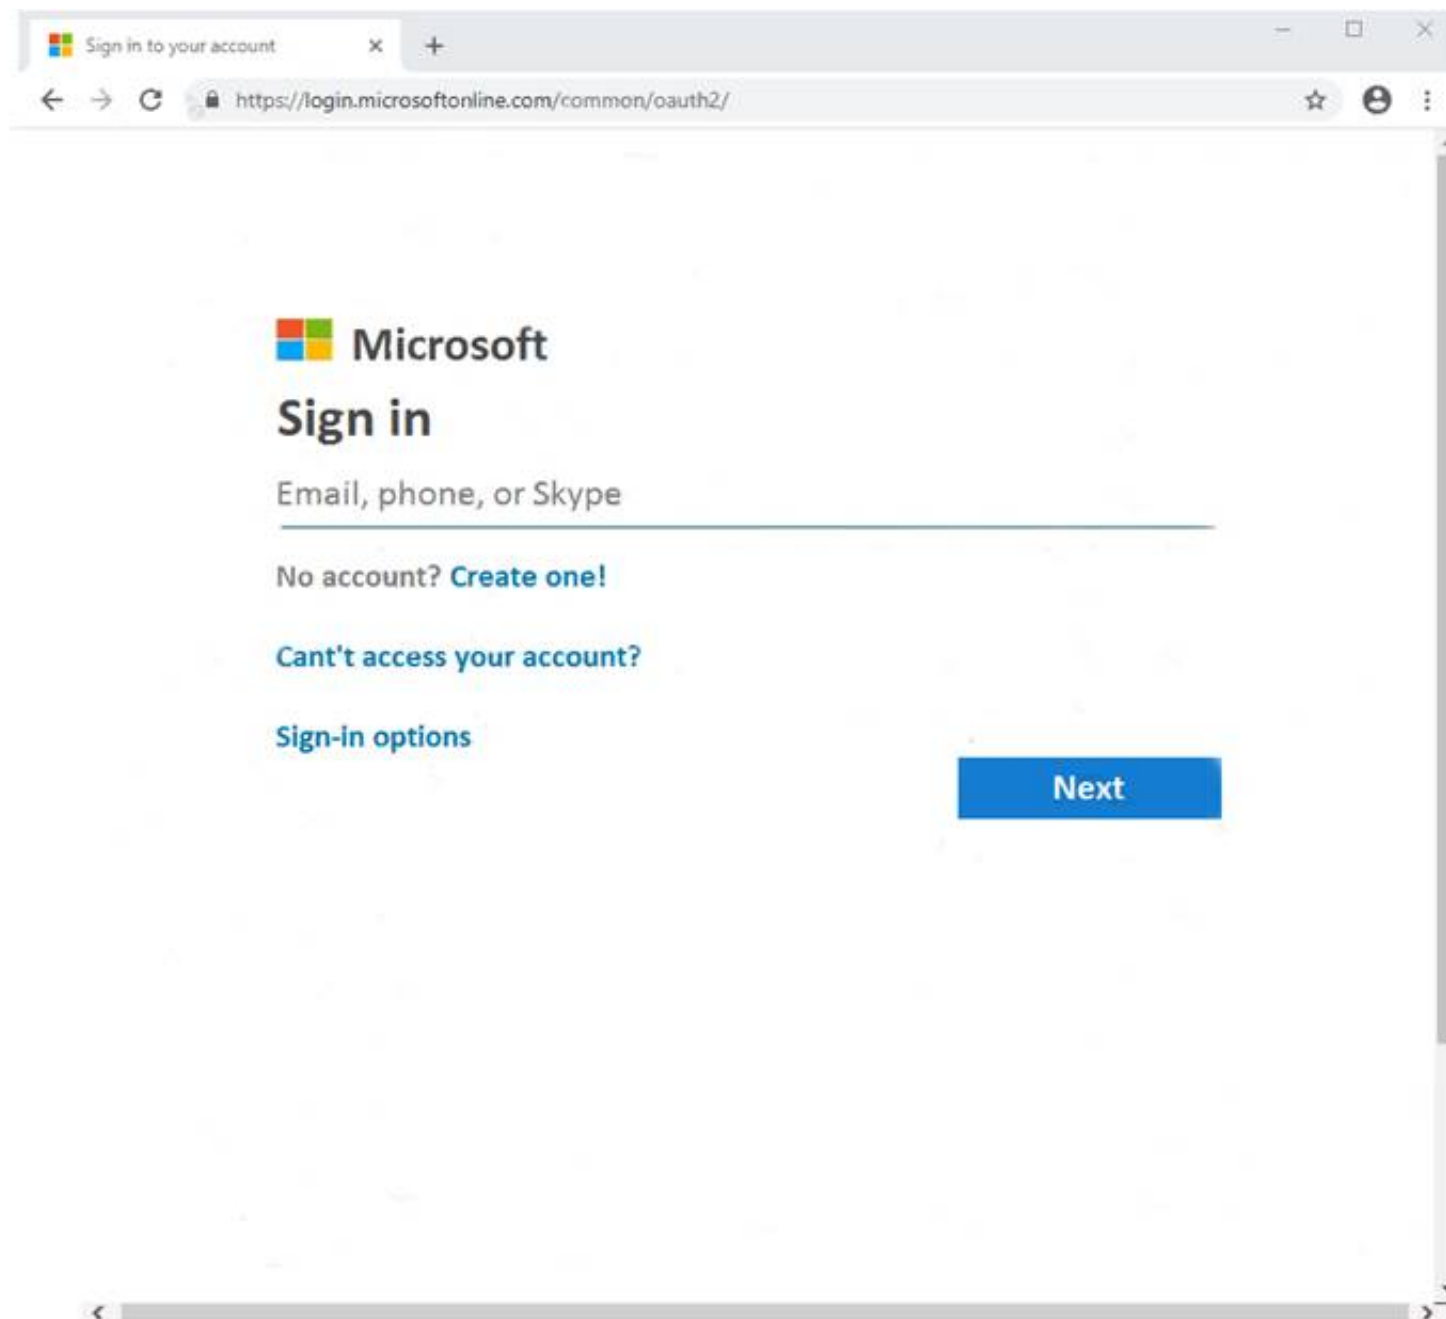 Sign in to your account
https://login.microsoftonline.com/common/oauth2/
Microsoft
Sign in
Email, phone, or Skype
No account? Create one!
Cant't access your account?
Sign-in options
Next